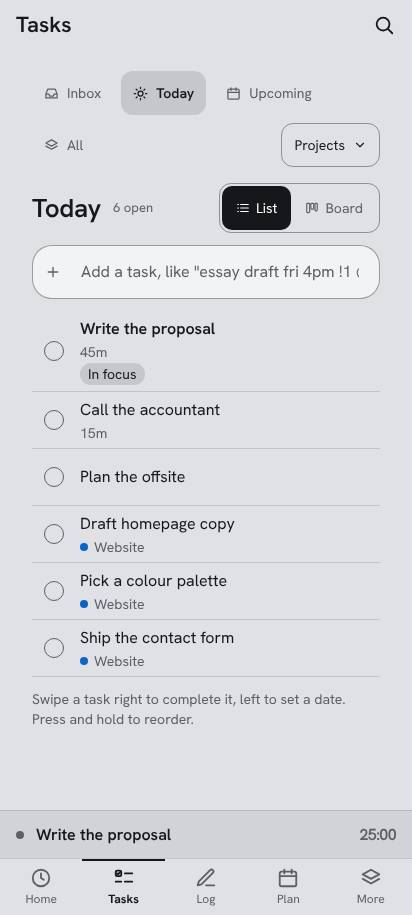 Tasks
Inbox
Today
Upcoming
All
Projects
Today
6 open
List
Board
Add a task, like "essay draft fri 4pm !1
Write the proposal
45m
In focus
Call the accountant
15m
Plan the offsite
Draft homepage copy
Website
Pick a colour palette
Website
Ship the contact form
Website
Swipe a task right to complete it, left to set a date.
Press and hold to reorder.
Write the proposal
25:00
Home
Tasks
Log
Plan
More